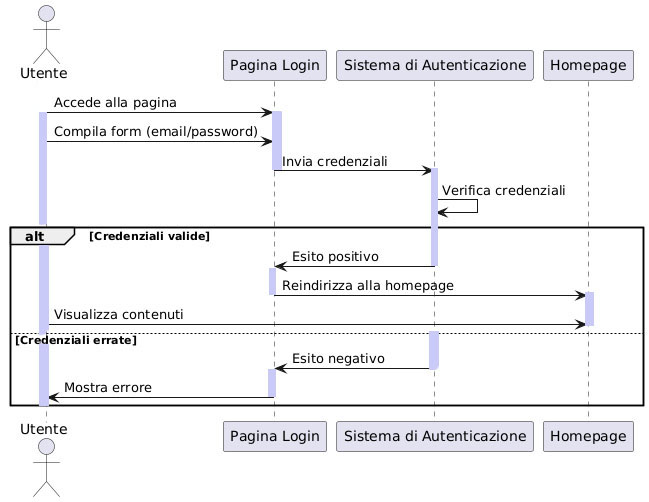 Utente
Pagina Login
Sistema di Autenticazione
Homepage
Accede alla pagina
Compila form (email/password)
Invia credenziali
Verifica credenziali
alt
[Credenziali valide]
Esito positivo
Reindirizza alla homepage
Visualizza contenuti
[Credenziali errate]
Esito negativo
Mostra errore
Utente
Pagina Login
Sistema di Autenticazione
Homepage